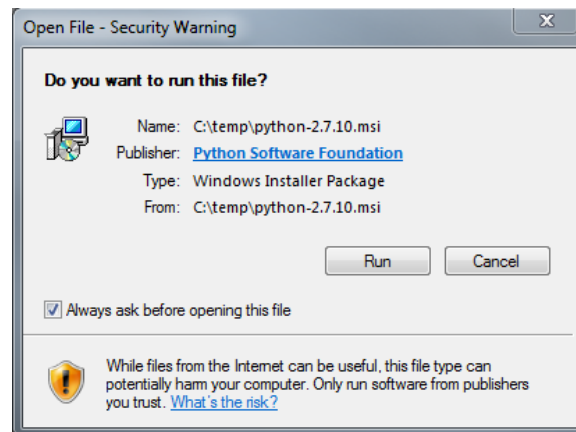 Open File - Security Warning
Do you want to run this file?
Name: C:\temp\python-2.7.10.msi
Publisher: Python Software Foundation
Type: Windows Installer Package
From: C:\temp\python-2.7.10.msi
Run Cancel
Always ask before opening this file
While files from the Internet can be useful, this file type can
potentially harm your computer. Only run software from publishers
you trust. What's the risk?